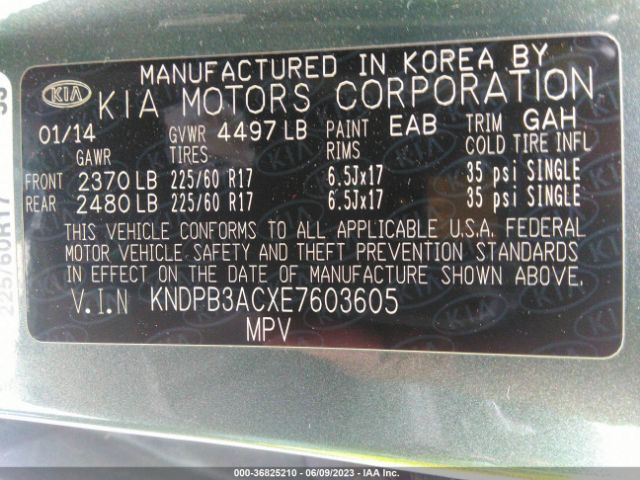 MANUFACTURED IN KOREA BY
KIA KIA MOTORS CORPORATION
01/14 GVWR 4497 LB PAINT EAB TRIM GAH
GAWR TIRES RIMS COLD TIRE INFL
FRONT 2370 LB 225/60 R17 6.5Jx17 35 psi SINGLE
REAR 2480 LB 225/60 R17 6.5Jx17 35 psi SINGLE
THIS VEHICLE CONFORMS TO ALL APPLICABLE U.S.A. FEDERAL
MOTOR VEHICLE SAFETY AND THEFT PREVENTION STANDARDS
IN EFFECT ON THE DATE OF MANUFACTURE SHOWN ABOVE.
V.I.N KNDPB3ACXE7603605
MPV
225/60R17
000-36825210 - 06/09/2023 - IAA Inc.